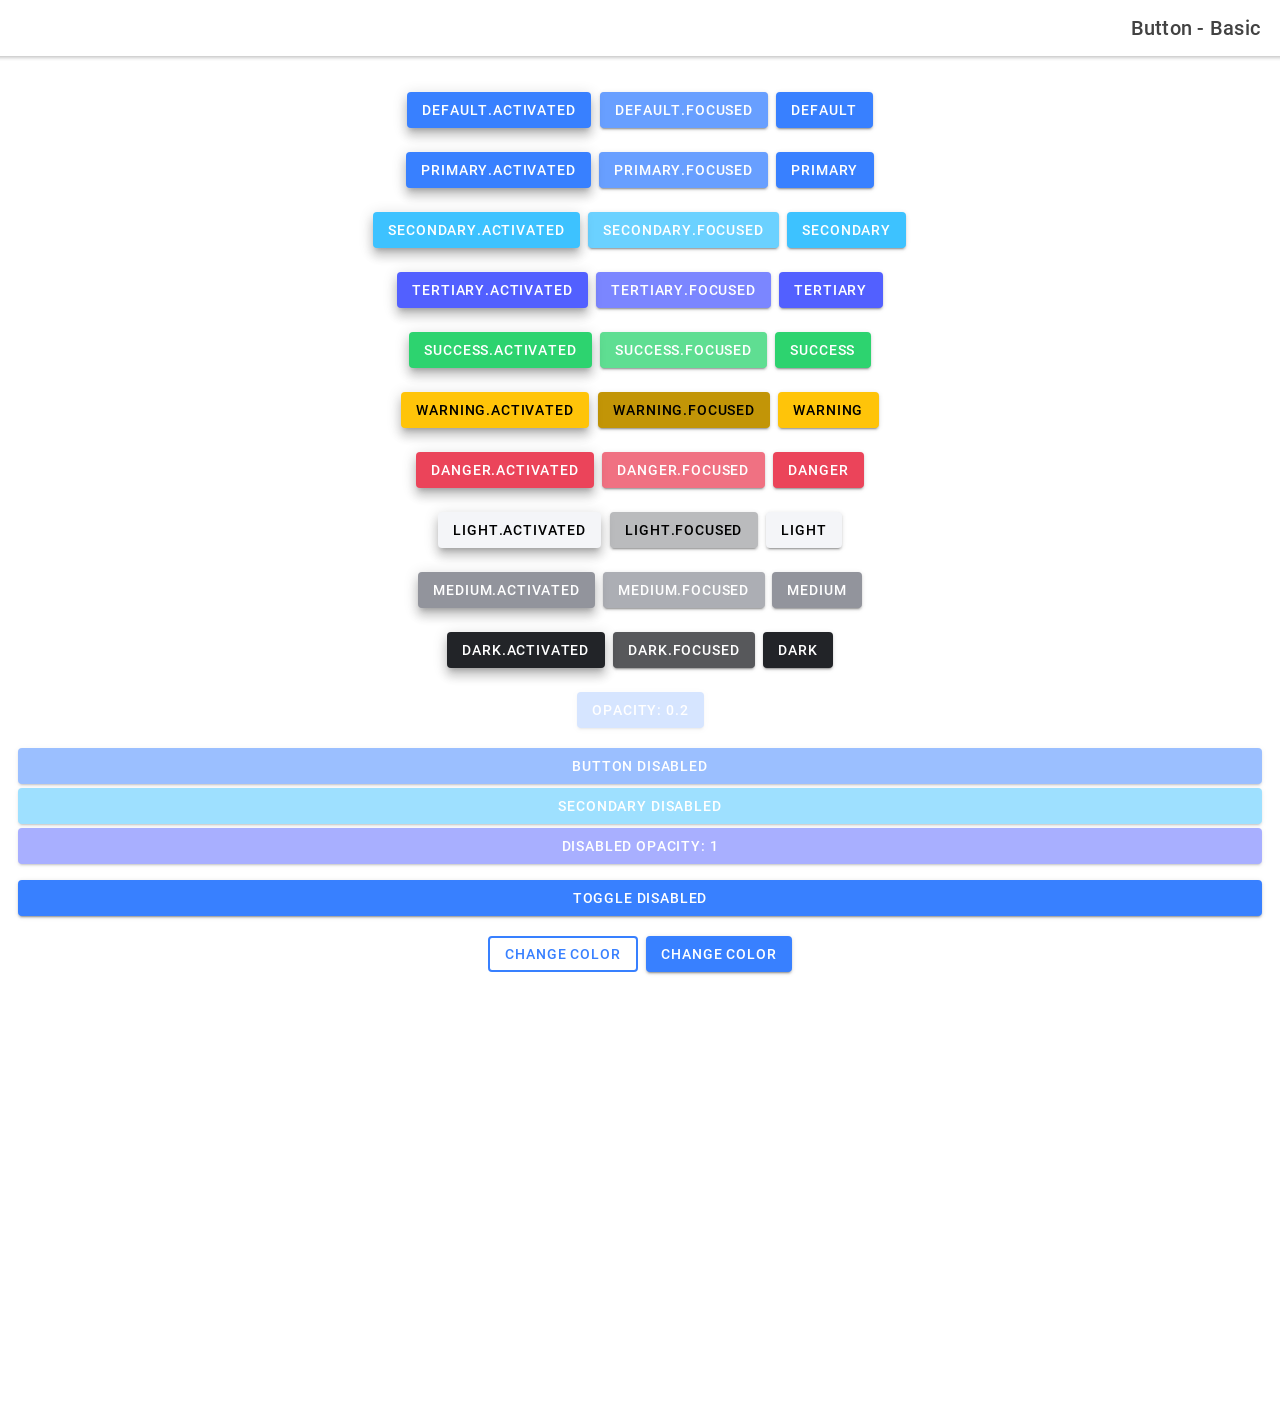 Button - Basic
DEFAULT.ACTIVATED DEFAULT.FOCUSED DEFAULT
PRIMARY.ACTIVATED PRIMARY.FOCUSED PRIMARY
SECONDARY.ACTIVATED SECONDARY.FOCUSED SECONDARY
TERTIARY.ACTIVATED TERTIARY.FOCUSED TERTIARY
SUCCESS.ACTIVATED SUCCESS.FOCUSED SUCCESS
WARNING.ACTIVATED WARNING.FOCUSED WARNING
DANGER.ACTIVATED DANGER.FOCUSED DANGER
LIGHT.ACTIVATED LIGHT.FOCUSED LIGHT
MEDIUM.ACTIVATED MEDIUM.FOCUSED MEDIUM
DARK.ACTIVATED DARK.FOCUSED DARK
OPACITY: 0.2
BUTTON DISABLED
SECONDARY DISABLED
DISABLED OPACITY: 1
TOGGLE DISABLED
CHANGE COLOR CHANGE COLOR